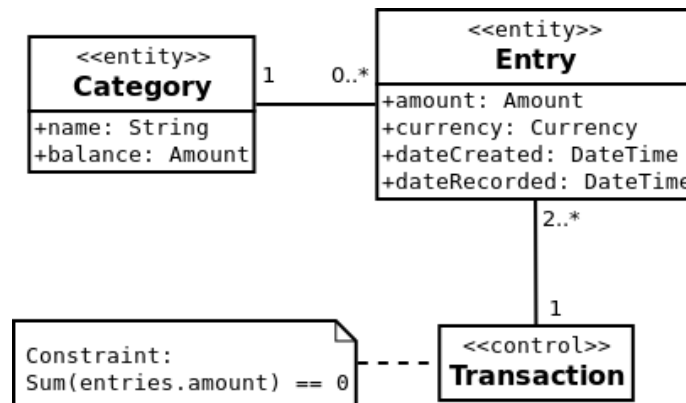 <<entity>>
Category
+name: String
+balance: Amount
1
0..*
<<entity>>
Entry
+amount: Amount
+currency: Currency
+dateCreated: DateTime
+dateRecorded: DateTime
2..*
1
<<control>>
Transaction
Constraint:
Sum(entries.amount) == 0